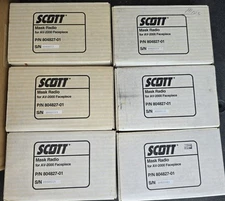 SCOTT
Mask Radio
for AV-2000 Facepiece
P/N 804827-01
S/N
SCOTT
Mask Radio
for AV-2000 Facepiece
P/N 804827-01
S/N
SCOTT
Mask Radio
for AV-2000 Facepiece
P/N 804827-01
S/N
SCOTT
Mask Radio
for AV-2000 Facepiece
P/N 804827-01
S/N
SCOTT
Mask Radio
for AV-2000 Facepiece
P/N 804827-01
S/N
SCOTT
Mask Radio
for AV-2000 Facepiece
P/N 804827-01
S/N